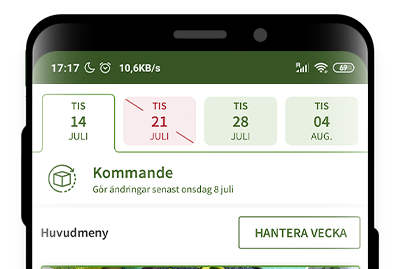 17:17 10,6KB/s 69
TIS TIS TIS TIS
14 21 28 04
JULI JULI JULI AUG.
Kommande
Gör ändringar senast onsdag 8 juli
Huvudmeny HANTERA VECKA